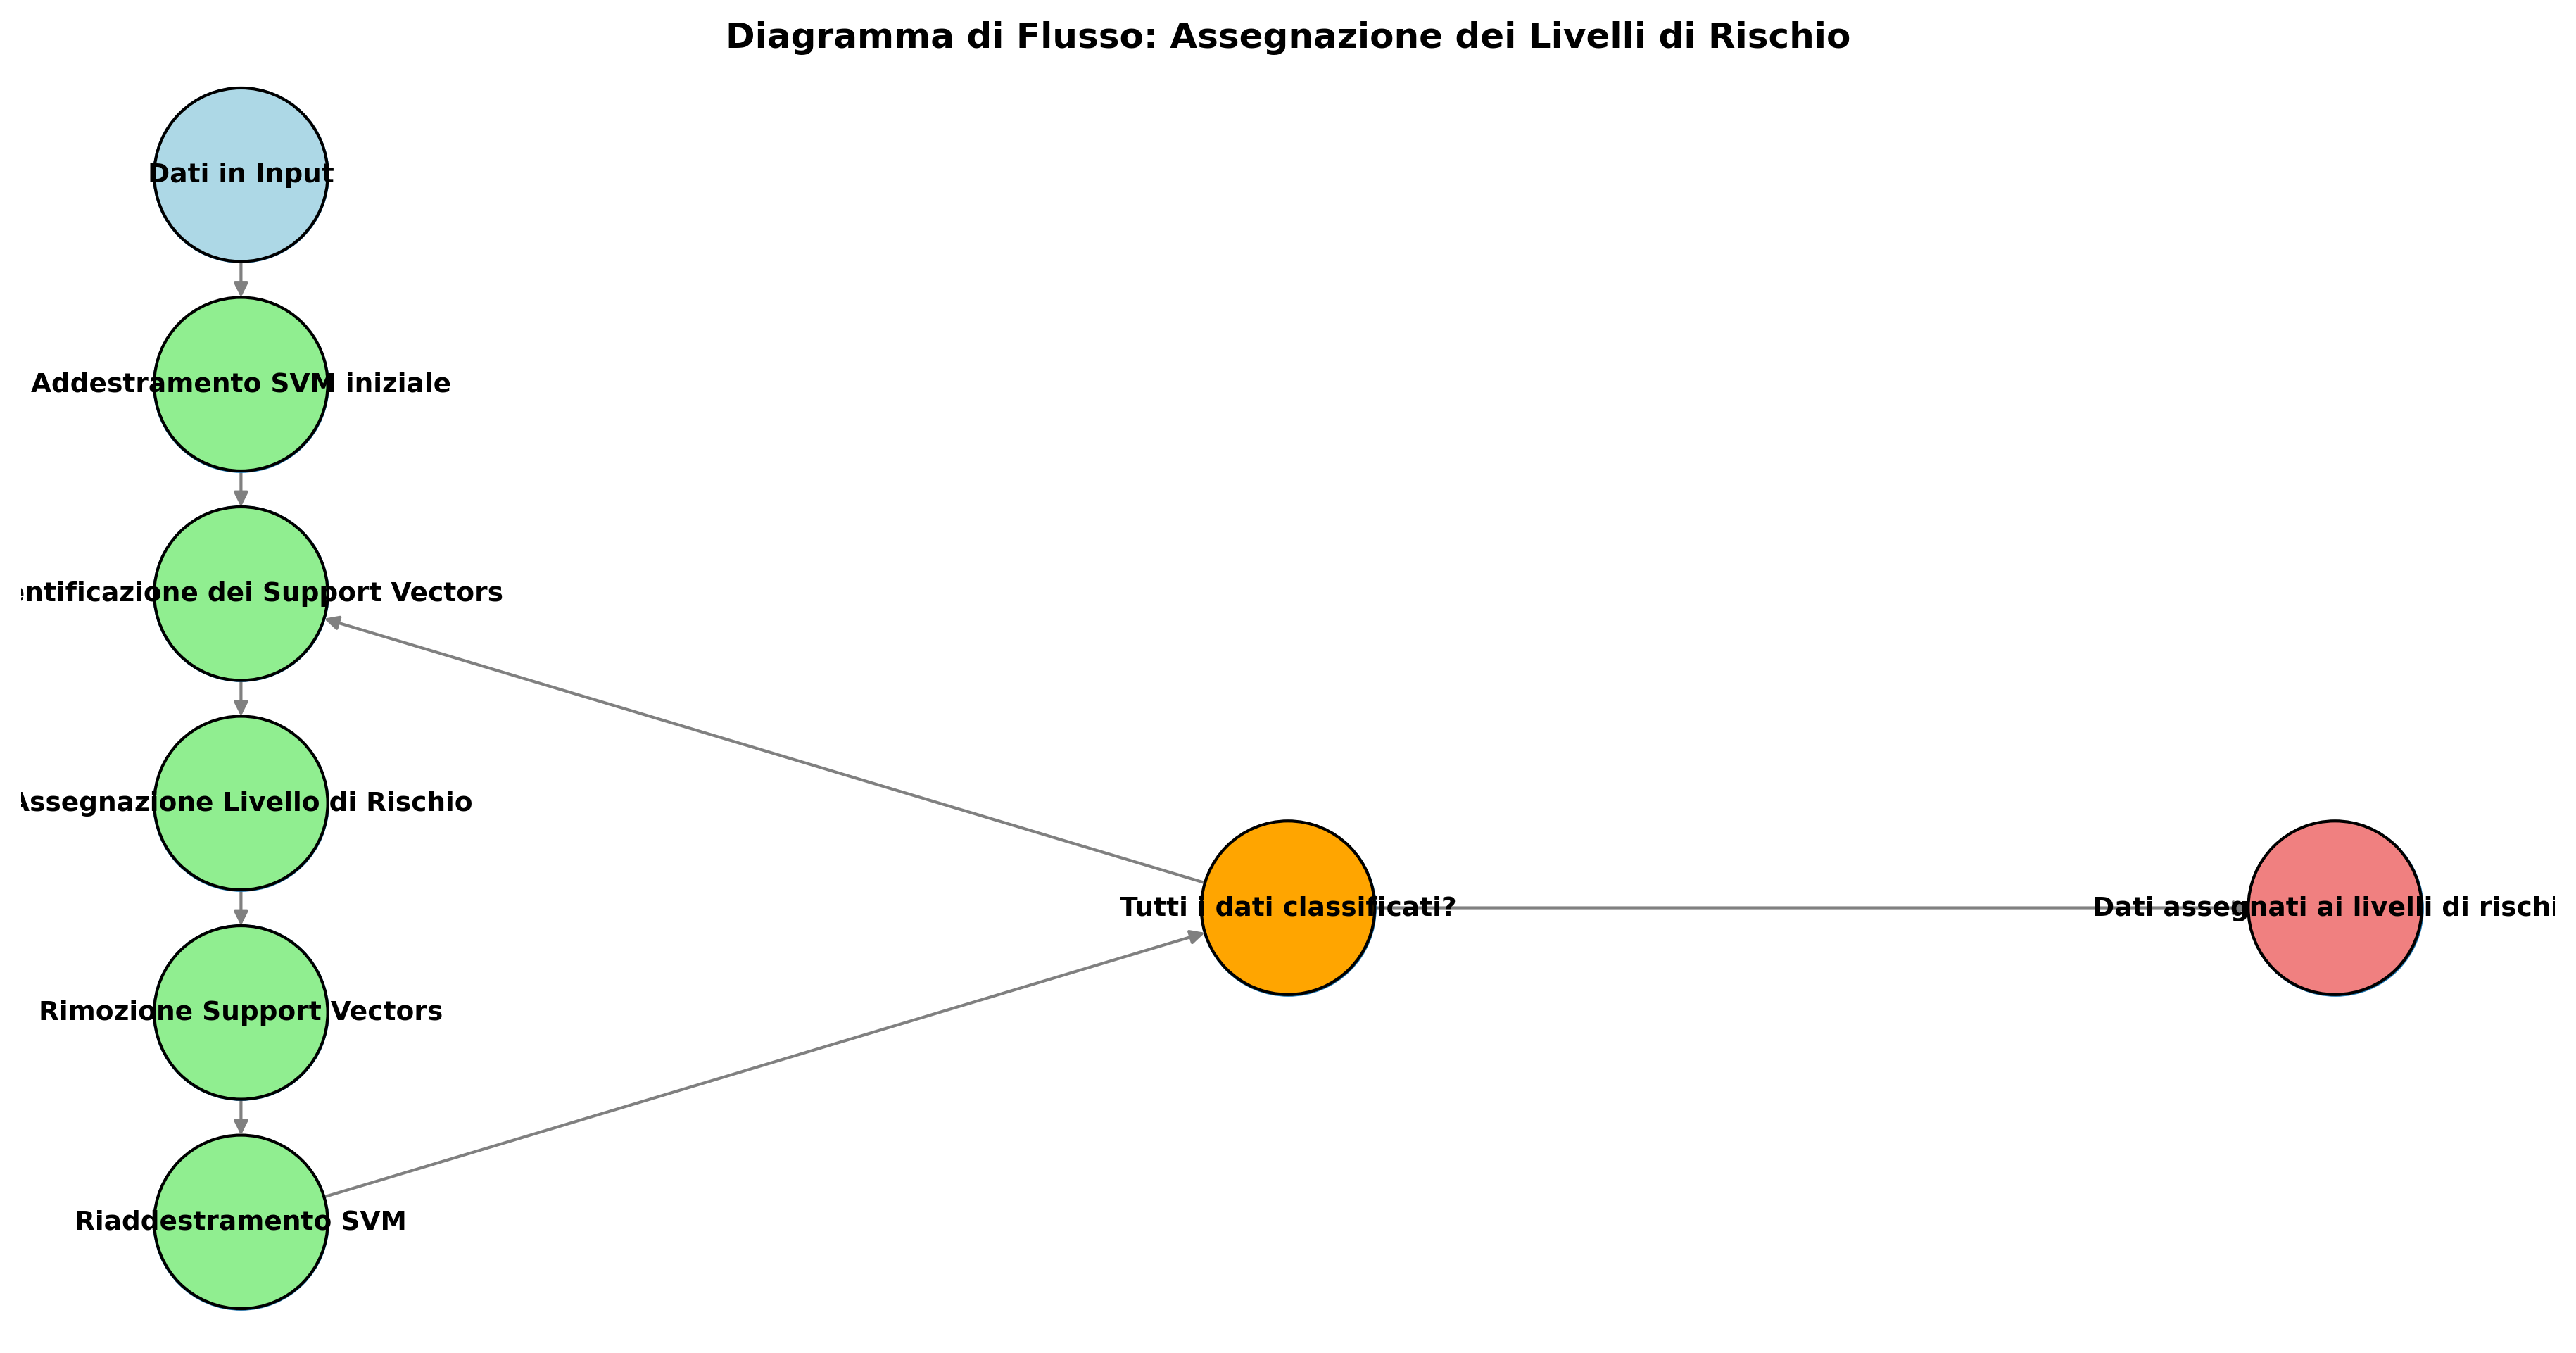 Diagramma di Flusso: Assegnazione dei Livelli di Rischio
Dati in Input
Addestramento SVM iniziale
entificazione dei Support Vectors
Assegnazione Livello di Rischio
Tutti i dati classificati?
Dati assegnati ai livelli di rischi
Rimozione Support Vectors
Riaddestramento SVM